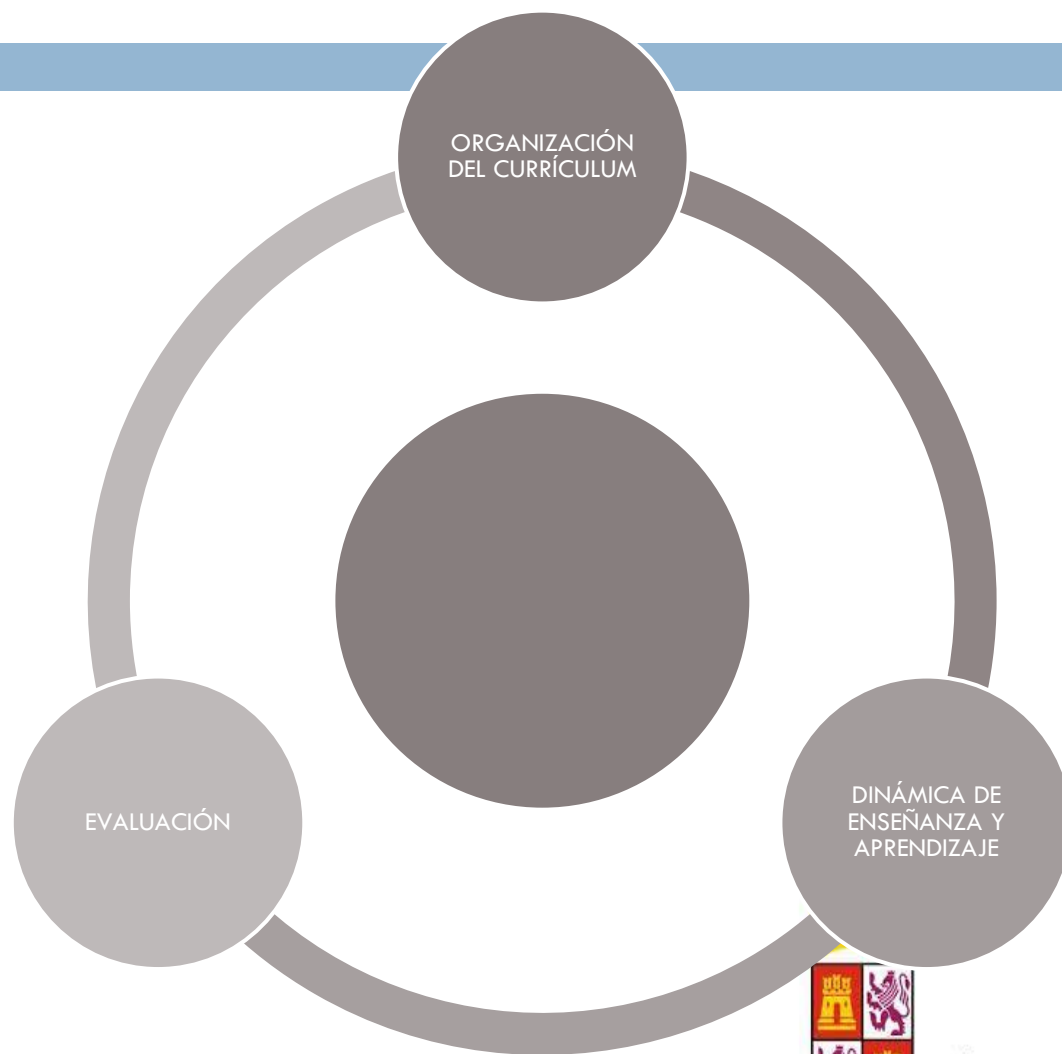 ORGANIZACIÓN
DEL CURRÍCULUM
EVALUACIÓN
DINÁMICA DE
ENSEÑANZA Y
APRENDIZAJE